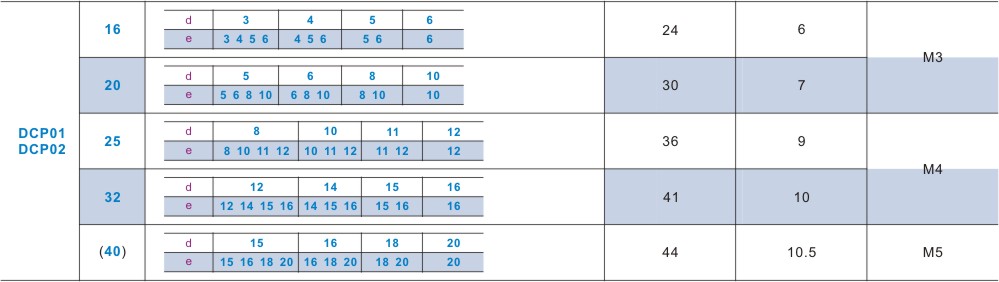 16 d 3 4 5 6 24 6
e 3 4 5 6 4 5 6 5 6 6
M3
20 d 5 6 8 10 30 7
e 5 6 8 10 6 8 10 8 10 10
DCP01
DCP02
25 d 8 10 11 12 36 9
e 8 10 11 12 10 11 12 11 12 12
M4
32 d 12 14 15 16 41 10
e 12 14 15 16 14 15 16 15 16 16
(40) d 15 16 18 20 44 10.5 M5
e 15 16 18 20 16 18 20 18 20 20